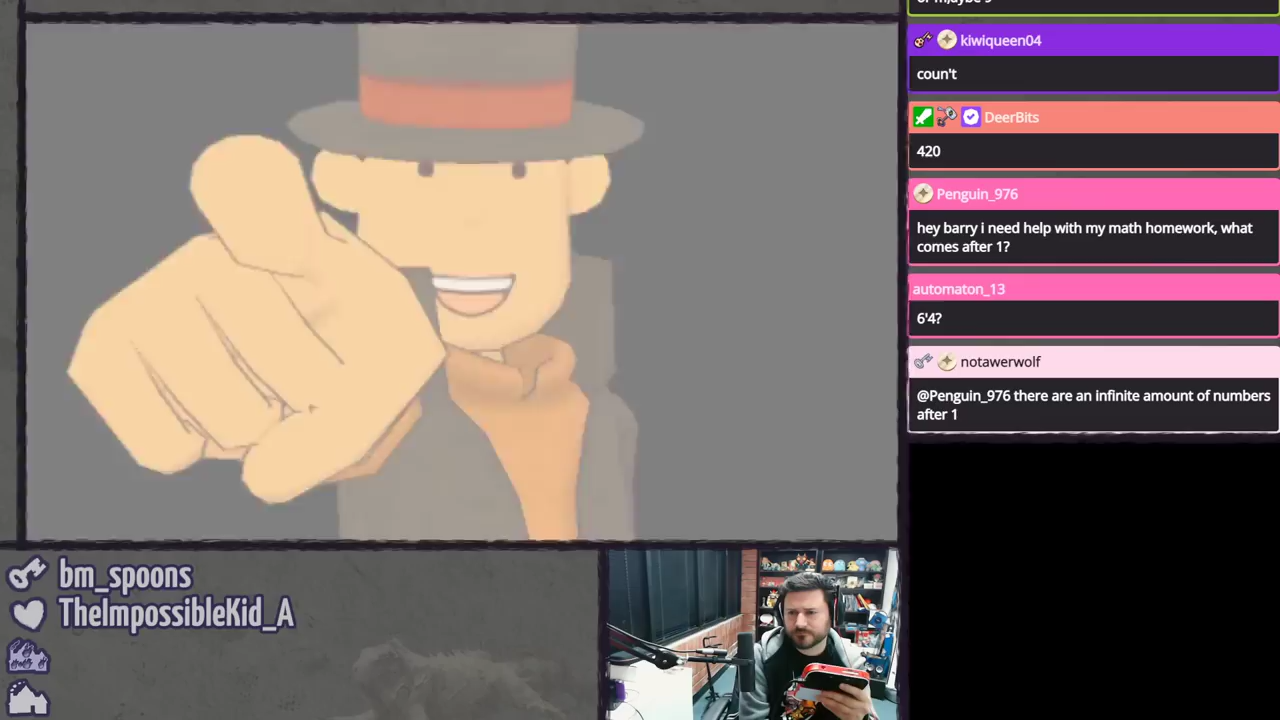 kiwiqueen04
coun't
DeerBits
420
Penguin_976
hey barry i need help with my math homework, what
comes after 1?
automaton_13
6'4?
notawerwolf
@Penguin_976 there are an infinite amount of numbers
after 1
bm_spoons
TheImpossibleKid_A